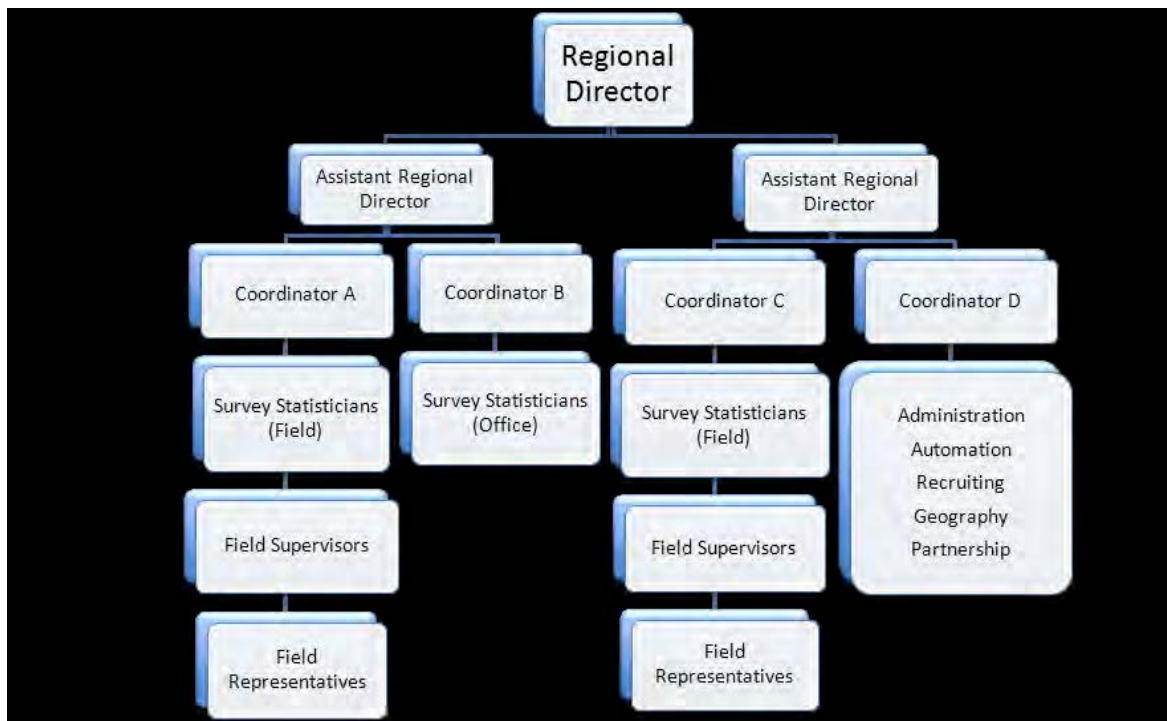 Regional
Director
Assistant Regional
Director
Assistant Regional
Director
Coordinator A
Coordinator B
Coordinator C
Coordinator D
Survey Statisticians
(Field)
Survey Statisticians
(Office)
Survey Statisticians
(Field)
Administration
Automation
Recruiting
Geography
Partnership
Field Supervisors
Field Supervisors
Field
Representatives
Field
Representatives